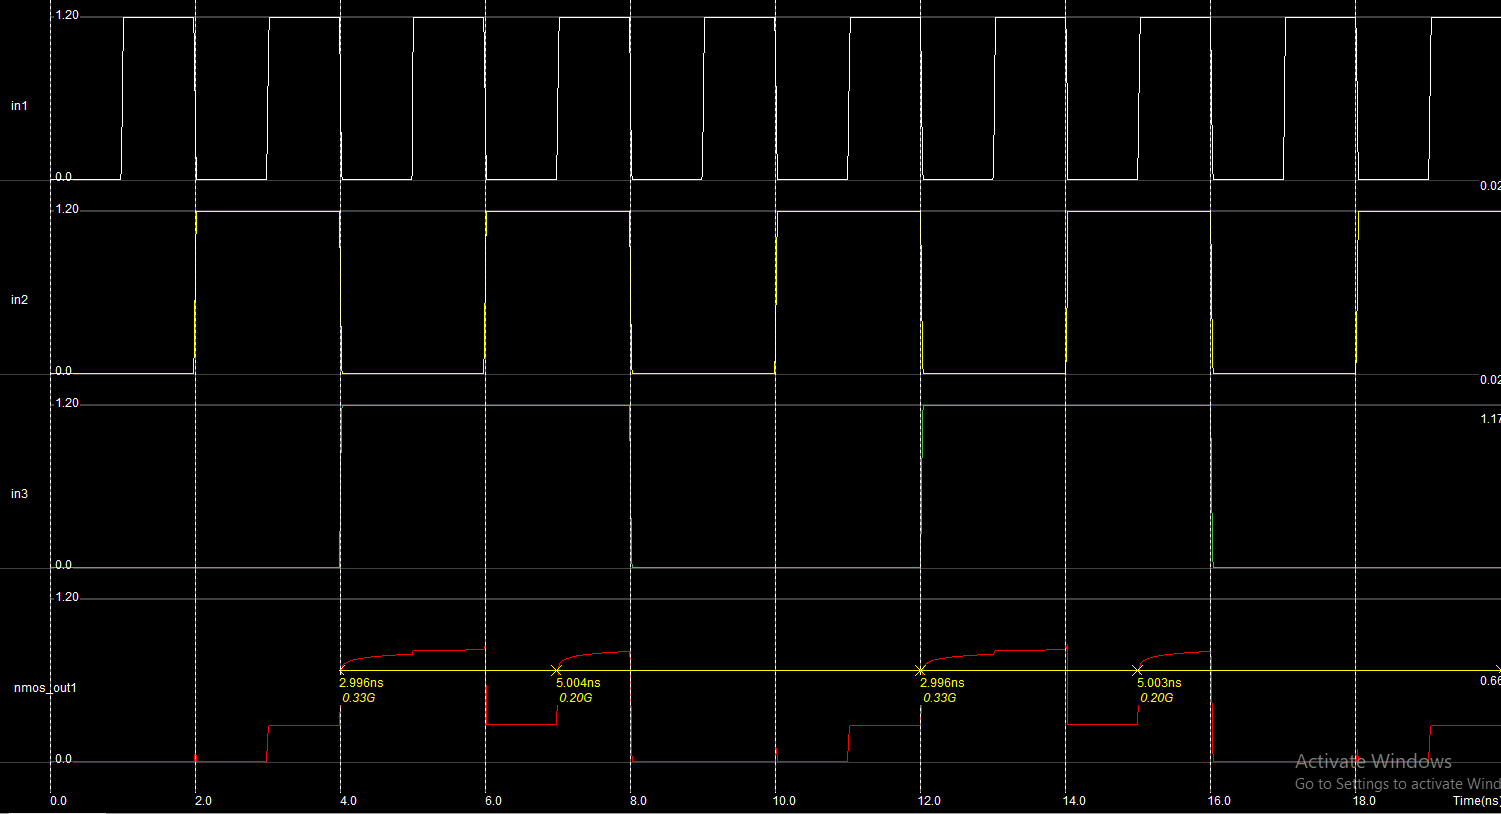 1.20
in1
0.0
0.02
1.20
in2
0.0
0.02
1.20
1.17
in3
0.0
1.20
nmos_out1
2.996ns
0.33G
5.004ns
0.20G
2.996ns
0.33G
5.003ns
0.20G
0.66
0.0
Activate Windows
Go to Settings to activate Wind
0.0 2.0 4.0 6.0 8.0 10.0 12.0 14.0 16.0 18.0 Time(ns)